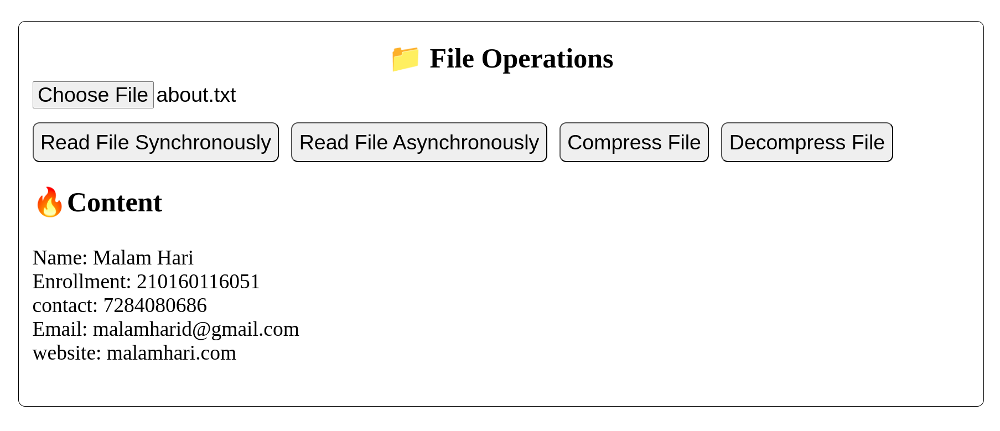 📁 File Operations
Choose File about.txt
Read File Synchronously Read File Asynchronously Compress File Decompress File
🔥Content
Name: Malam Hari
Enrollment: 210160116051
contact: 7284080686
Email: malamharid@gmail.com
website: malamhari.com